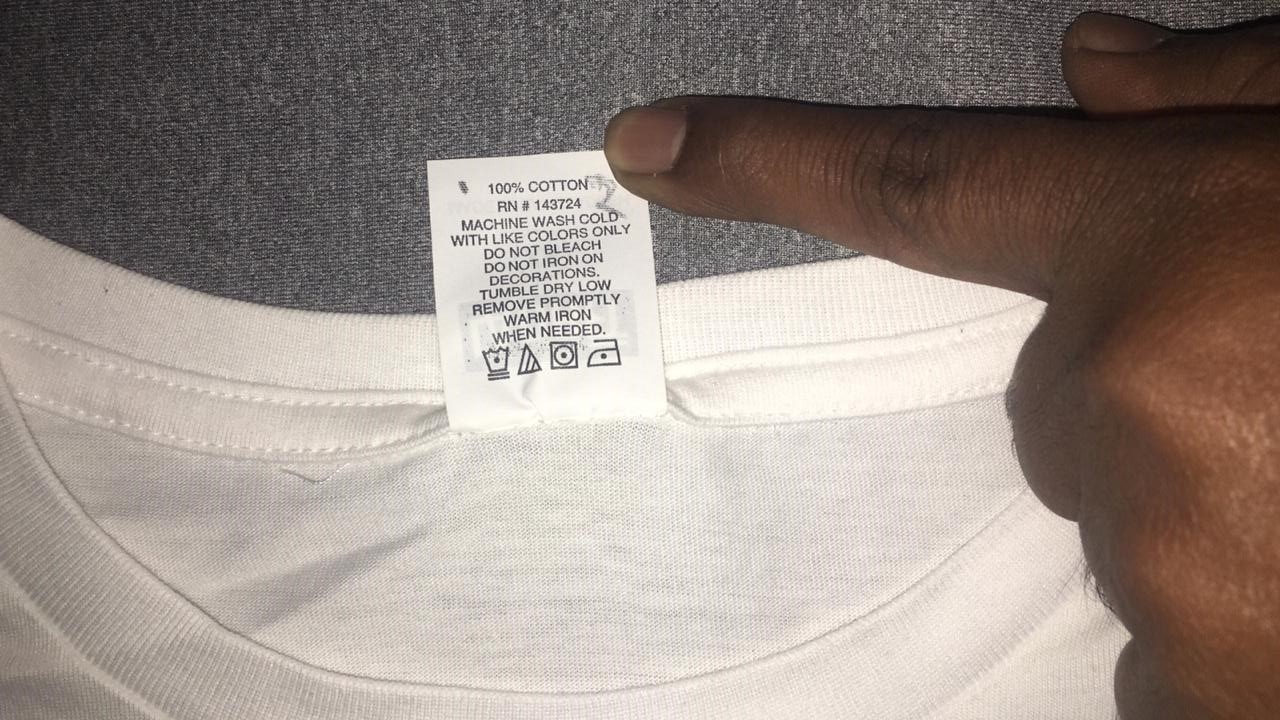 100% COTTON
RN # 143724
MACHINE WASH COLD
WITH LIKE COLORS ONLY
DO NOT BLEACH
DO NOT IRON ON
DECORATIONS.
TUMBLE DRY LOW
REMOVE PROMPTLY
WARM IRON
WHEN NEEDED.